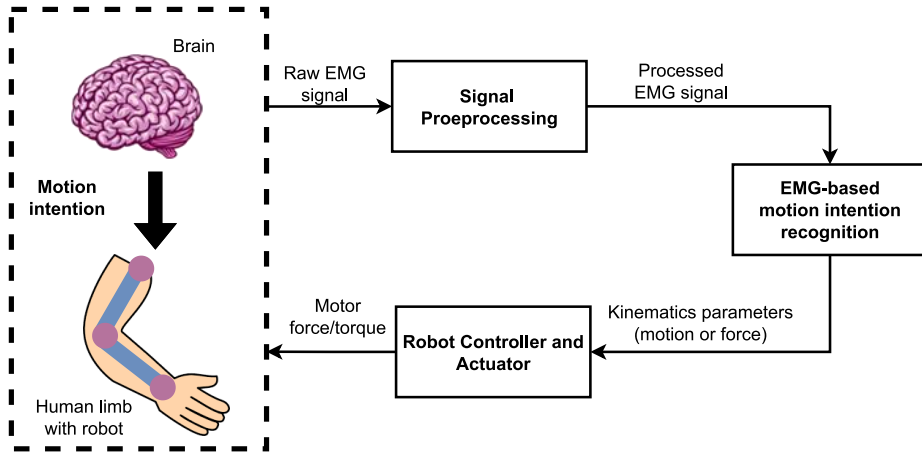 Brain
Motion
intention
Human limb
with robot
Raw EMG
signal
Signal
Proeprocessing
Processed
EMG signal
EMG-based
motion intention
recognition
Kinematics parameters
(motion or force)
Robot Controller and
Actuator
Motor
force/torque